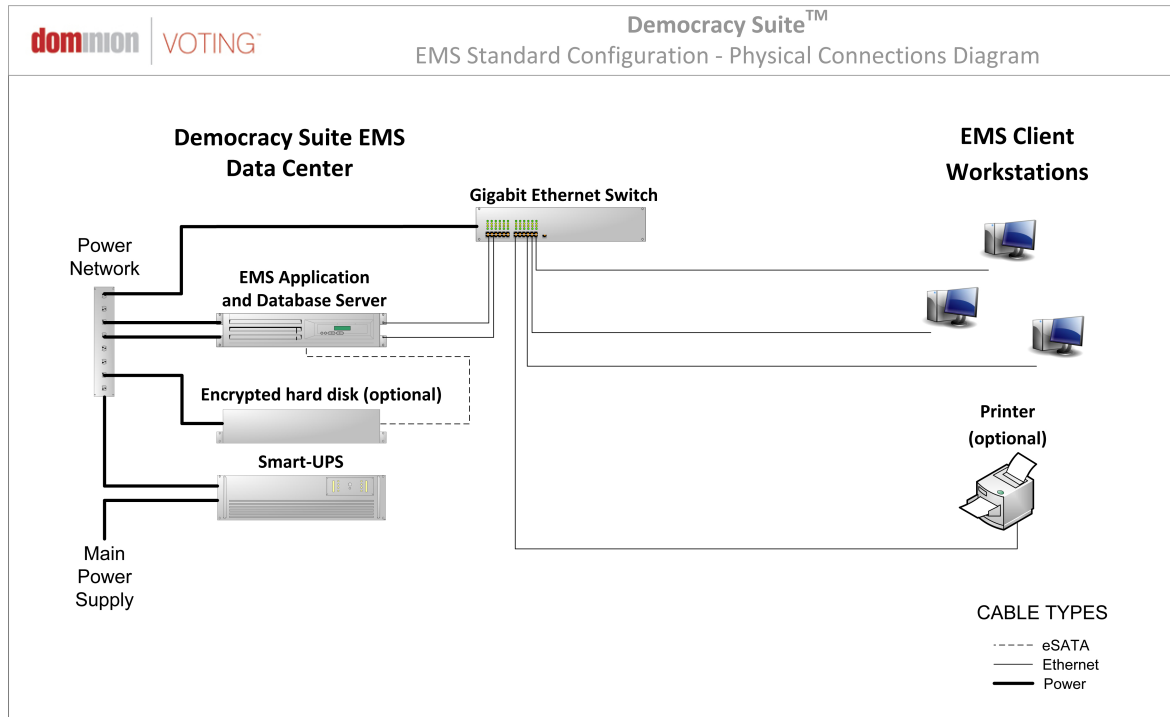 dominion VOTING™
Democracy Suite™
EMS Standard Configuration - Physical Connections Diagram
Democracy Suite EMS
Data Center
EMS Client
Workstations
Gigabit Ethernet Switch
Power
Network
EMS Application
and Database Server
Encrypted hard disk (optional)
Smart-UPS
Printer
(optional)
Main
Power
Supply
CABLE TYPES
eSATA
Ethernet
Power